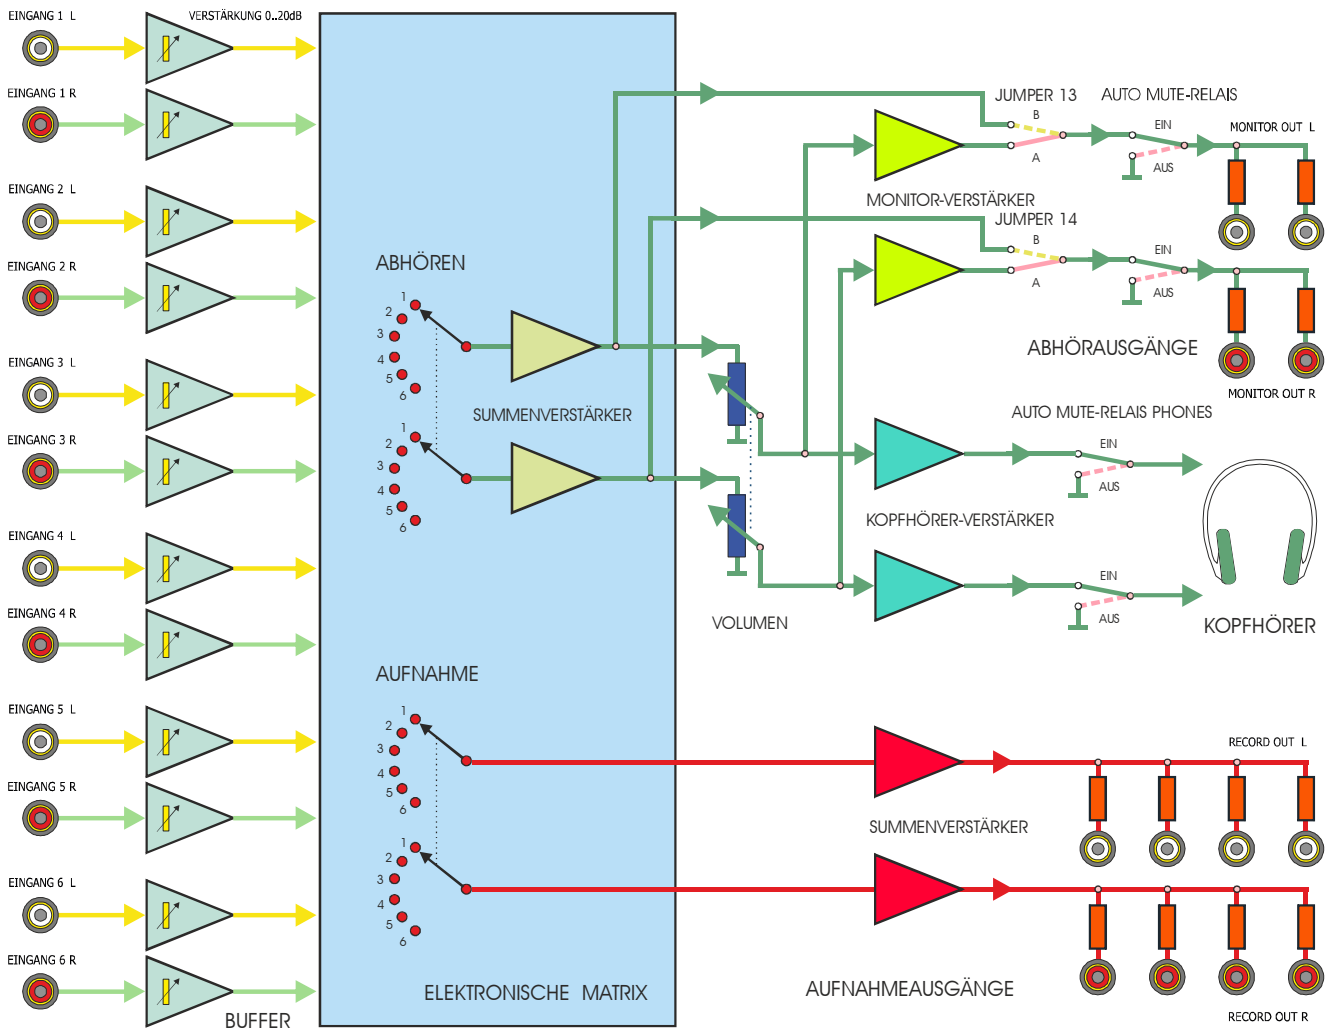 EINGANG 1 L
VERSTÄRKUNG 0..20dB
EINGANG 1 R
EINGANG 2 L
EINGANG 2 R
EINGANG 3 L
EINGANG 3 R
EINGANG 4 L
EINGANG 4 R
EINGANG 5 L
EINGANG 5 R
EINGANG 6 L
EINGANG 6 R
BUFFER
ABHÖREN
1
2
3
4
5
6
SUMMENVERSTÄRKER
1
2
3
4
5
6
AUFNAHME
1
2
3
4
5
6
1
2
3
4
5
6
ELEKTRONISCHE MATRIX
JUMPER 13
B
A
AUTO MUTE-RELAIS
EIN
AUS
MONITOR OUT L
MONITOR-VERSTÄRKER
JUMPER 14
B
A
EIN
AUS
ABHÖRAUSGÄNGE
MONITOR OUT R
AUTO MUTE-RELAIS PHONES
EIN
AUS
KOPFHÖRER-VERSTÄRKER
EIN
AUS
VOLUMEN
KOPFHÖRER
RECORD OUT L
SUMMENVERSTÄRKER
AUFNAHMEAUSGÄNGE
RECORD OUT R